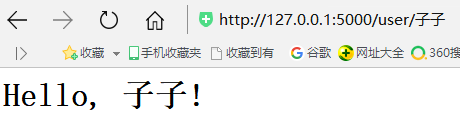 http://127.0.0.1:5000/user/子子
收藏 手机收藏夹 收藏到有 谷歌 网址大全 360搜
Hello, 子子!